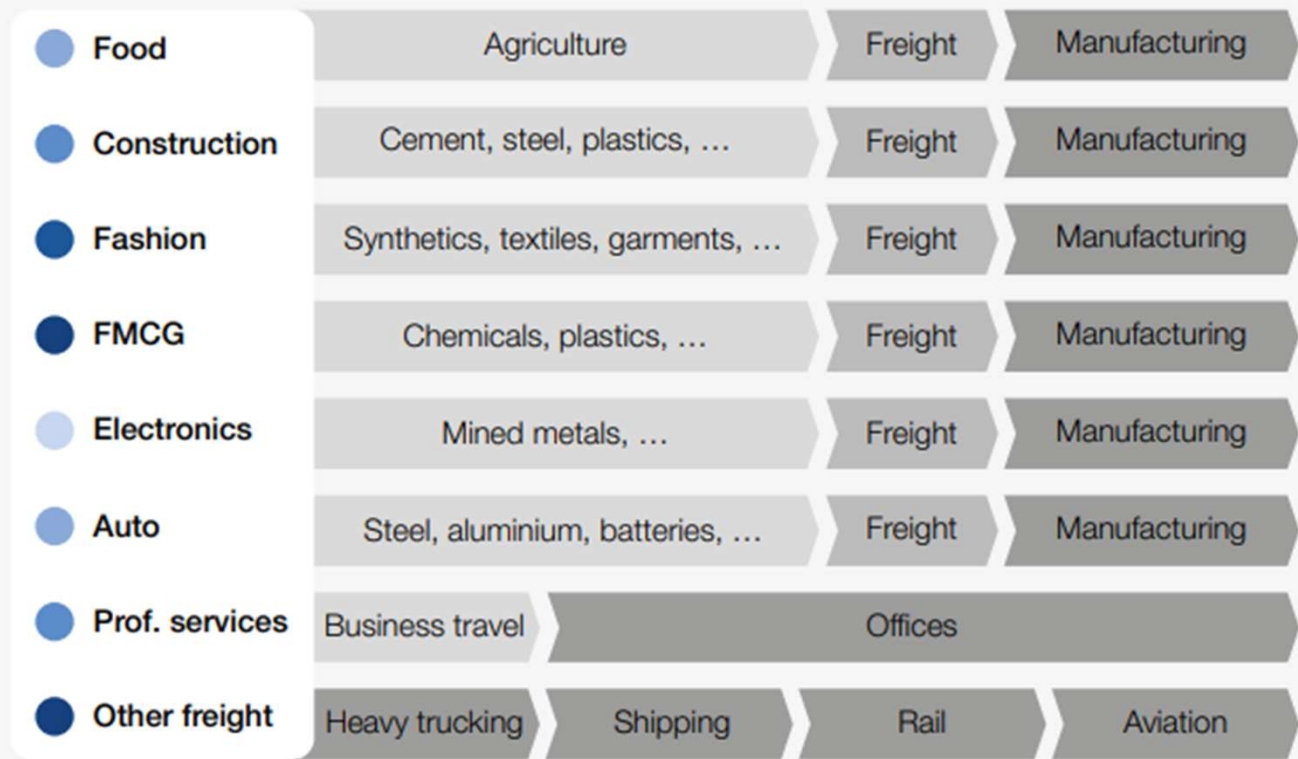 Food Agriculture Freight Manufacturing
Construction Cement, steel, plastics, … Freight Manufacturing
Fashion Synthetics, textiles, garments, … Freight Manufacturing
FMCG Chemicals, plastics, … Freight Manufacturing
Electronics Mined metals, … Freight Manufacturing
Auto Steel, aluminium, batteries, … Freight Manufacturing
Prof. services Business travel Offices
Other freight Heavy trucking Shipping Rail Aviation